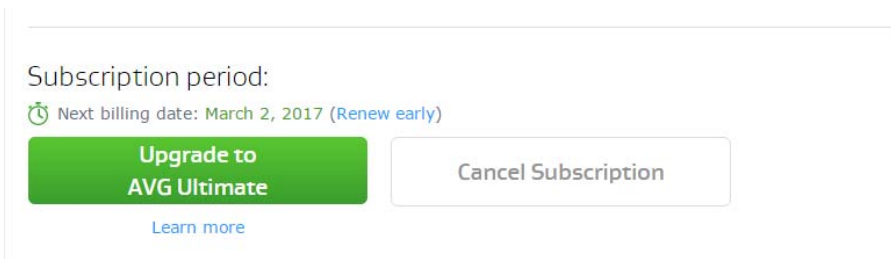 Subscription period:
Next billing date: March 2, 2017 (Renew early)
Upgrade to
AVG Ultimate
Cancel Subscription
Learn more